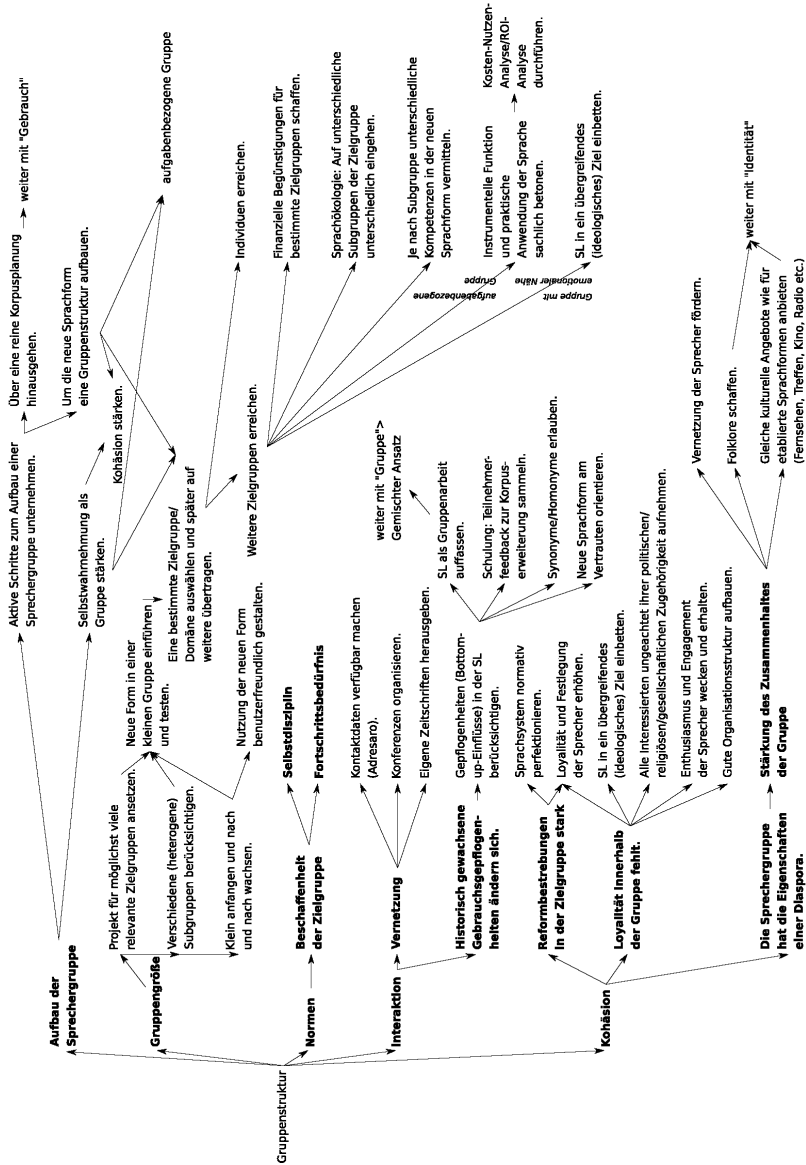 Gruppenstruktur
Aufbau der
Sprechergruppe
Aktive Schritte zum Aufbau einer
Sprechergruppe unternehmen.
Über eine reine Korpusplanung
hinausgehen.
weiter mit "Gebrauch"
Um die neue Sprachform
eine Gruppenstruktur aufbauen.
Selbstwahrnehmung als
Gruppe stärken.
Kohäsion stärken.
aufgabenbezogene Gruppe
Gruppengröße
Projekt für möglichst viele
relevante Zielgruppen ansetzen.
Verschiedene (heterogene)
Subgruppen berücksichtigen.
Klein anfangen und nach
und nach wachsen.
Neue Form in einer
kleinen Gruppe einführen
und testen.
Eine bestimmte Zielgruppe/
Domäne auswählen und später auf
weitere übertragen.
Nutzung der neuen Form
benutzerfreundlich gestalten.
Individuen erreichen.
Weitere Zielgruppen erreichen.
Finanzielle Begünstigungen für
bestimmte Zielgruppen schaffen.
Sprachökologie: Auf unterschiedliche
Subgruppen der Zielgruppe
unterschiedlich eingehen.
Je nach Subgruppe unterschiedliche
Kompetenzen in der neuen
Sprachform vermitteln.
aufgabenbezogene
Gruppe
Instrumentelle Funktion
und praktische
Anwendung der Sprache
sachlich betonen.
Kosten-Nutzen-
Analyse/ROI-
Analyse
durchführen.
Gruppe mit
emotionaler Nähe
SL in ein übergreifendes
(ideologisches) Ziel einbetten.
Normen
Beschaffenheit
der Zielgruppe
Selbstdisziplin
Fortschrittsbedürfnis
Interaktion
Vernetzung
Kontaktdaten verfügbar machen
(Adresaro).
Konferenzen organisieren.
Eigene Zeitschriften herausgeben.
Historisch gewachsene
Gebrauchsgepflogen-
heiten ändern sich.
Gepflogenheiten (Bottom-
up-Einflüsse) in der SL
berücksichtigen.
SL als Gruppenarbeit
auffassen.
weiter mit "Gruppe">
Gemischter Ansatz
Schulung: Teilnehmer-
feedback zur Korpus-
erweiterung sammeln.
Synonyme/Homonyme erlauben.
Neue Sprachform am
Vertrauten orientieren.
Kohäsion
Reformbestrebungen
in der Zielgruppe stark
Sprachsystem normativ
perfektionieren.
Loyalität und Festlegung
der Sprecher erhöhen.
Loyalität innerhalb
der Gruppe fehlt.
SL in ein übergreifendes
(ideologisches) Ziel einbetten.
Alle Interessierten ungeachtet ihrer politischen/
religiösen/gesellschaftlichen Zugehörigkeit aufnehmen.
Enthusiasmus und Engagement
der Sprecher wecken und erhalten.
Gute Organisationsstruktur aufbauen.
Die Sprechergruppe
hat die Eigenschaften
einer Diaspora.
Stärkung des Zusammenhaltes
der Gruppe
Vernetzung der Sprecher fördern.
Folklore schaffen.
weiter mit "Identität"
Gleiche kulturelle Angebote wie für
etablierte Sprachformen anbieten
(Fernsehen, Treffen, Kino, Radio etc.)